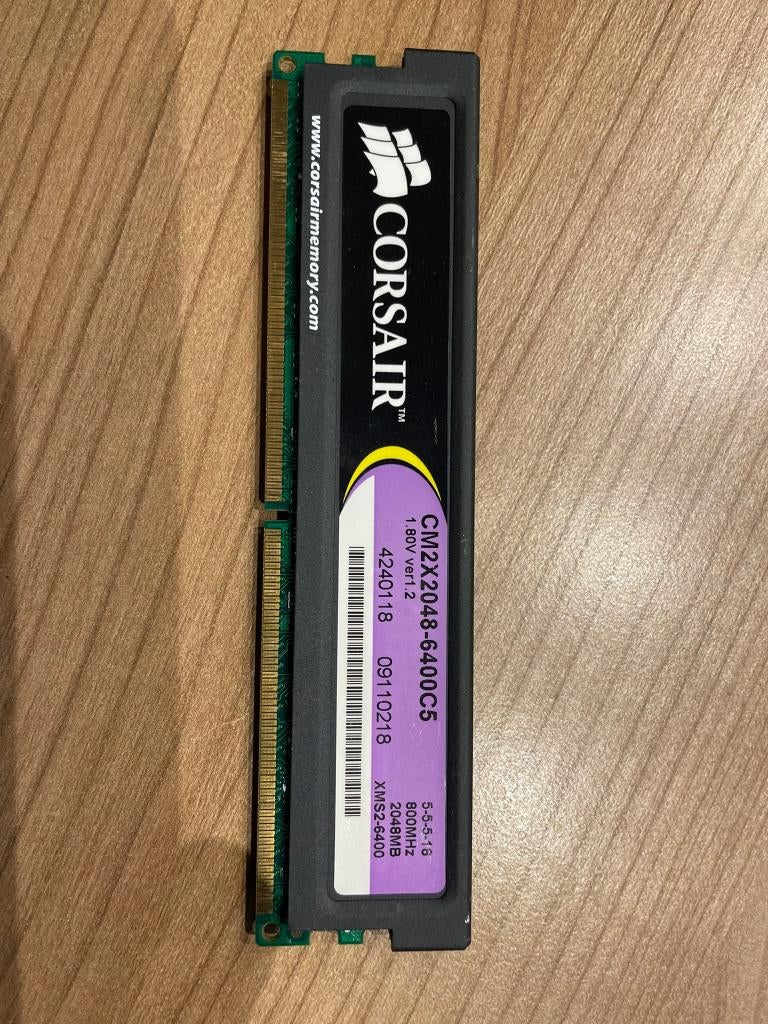 CORSAIR™
www.corsairmemory.com
CM2X2048-6400C5
1.80V ver1.2
4240118 09110218
5-5-5-18
800MHz
2048MB
XMS2-6400